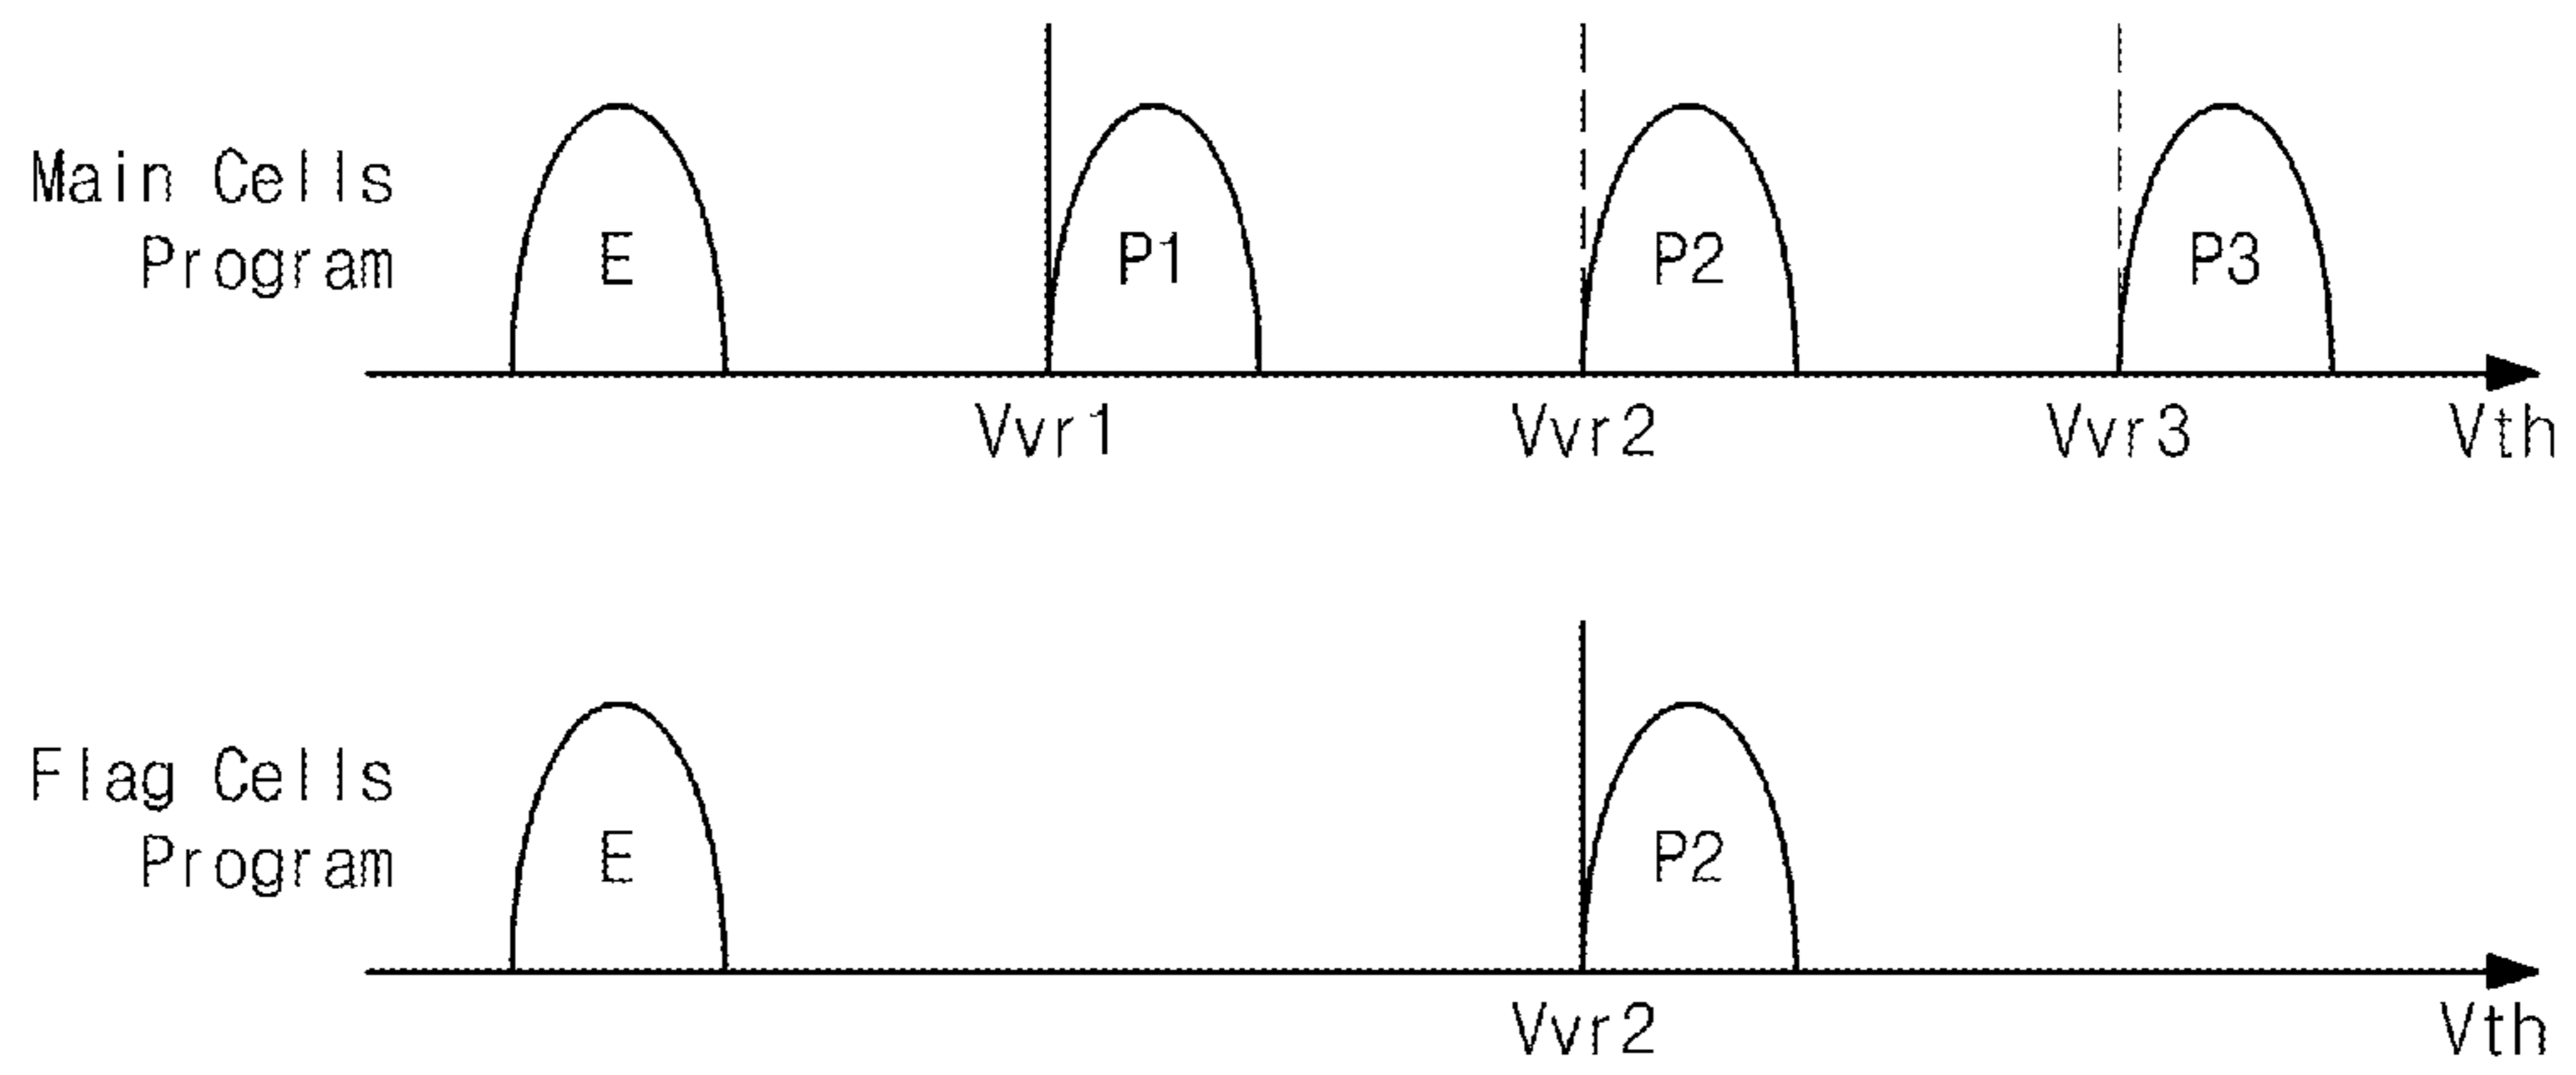 Main Cells
Program
E
P1
P2
P3
Vvr1
Vvr2
Vvr3
Vth
Flag Cells
Program
E
P2
Vvr2
Vth